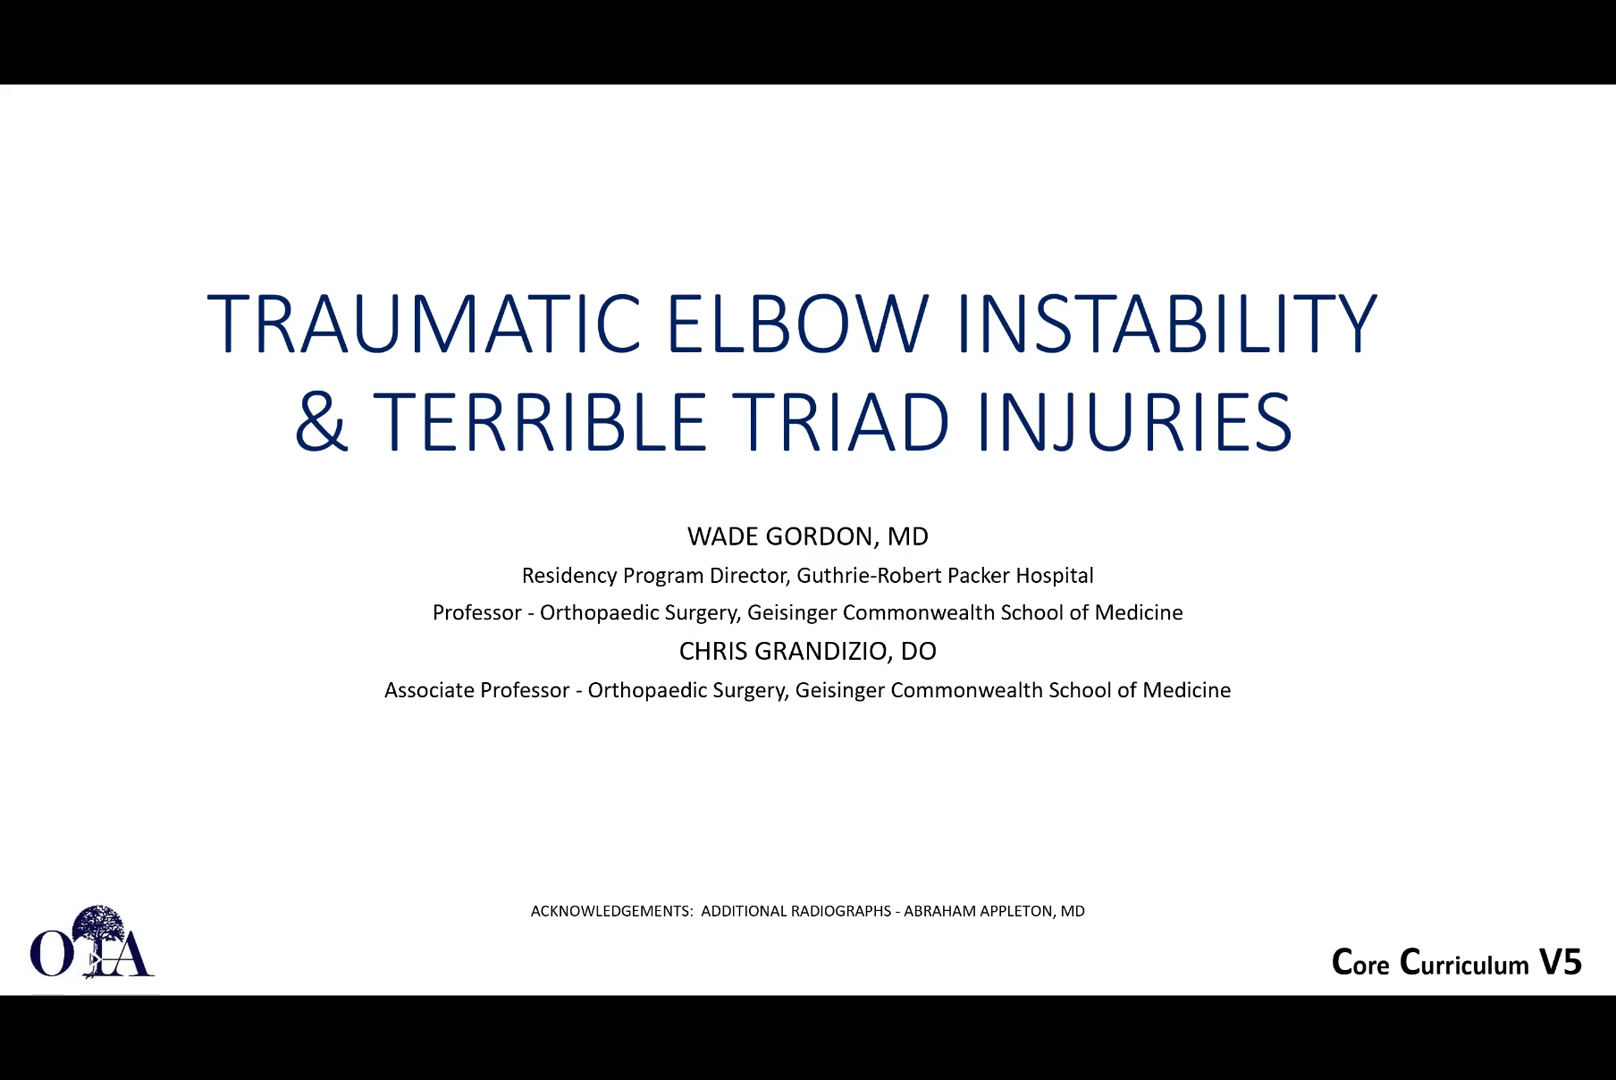 TRAUMATIC ELBOW INSTABILITY
& TERRIBLE TRIAD INJURIES
WADE GORDON, MD
Residency Program Director, Guthrie-Robert Packer Hospital
Professor - Orthopaedic Surgery, Geisinger Commonwealth School of Medicine
CHRIS GRANDIZIO, DO
Associate Professor - Orthopaedic Surgery, Geisinger Commonwealth School of Medicine
ACKNOWLEDGEMENTS: ADDITIONAL RADIOGRAPHS - ABRAHAM APPLETON, MD
OTA
Core Curriculum V5